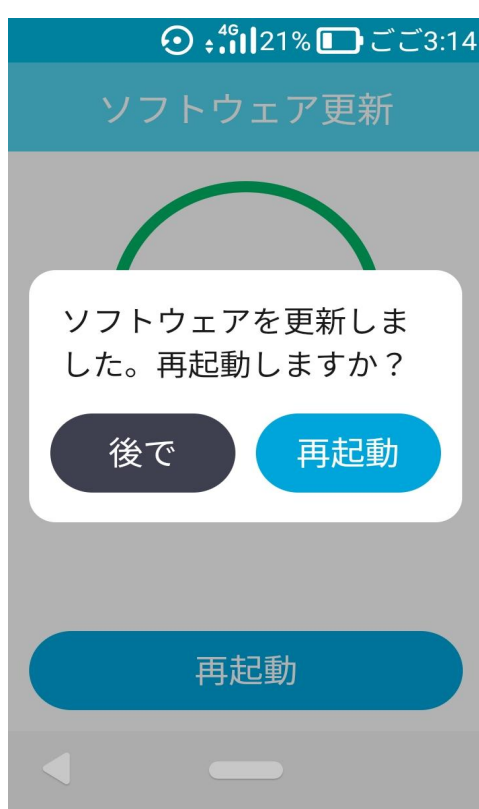 4G 21% ごご3:14
ソフトウェア更新
ソフトウェアを更新しま
した。再起動しますか？
後で 再起動
再起動